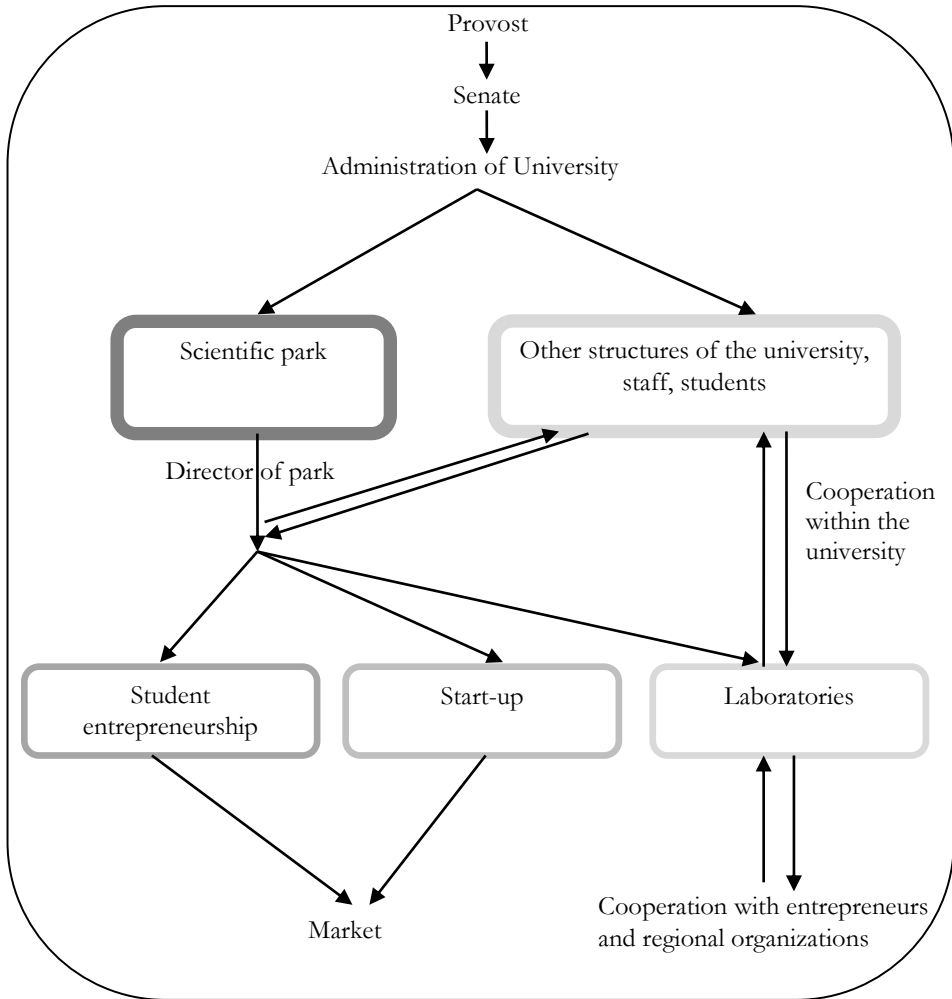 Provost
Senate
Administration of University
Scientific park
Other structures of the university,
staff, students
Director of park
Cooperation
within the
university
Student
entrepreneurship
Start-up
Laboratories
Market
Cooperation with entrepreneurs
and regional organizations